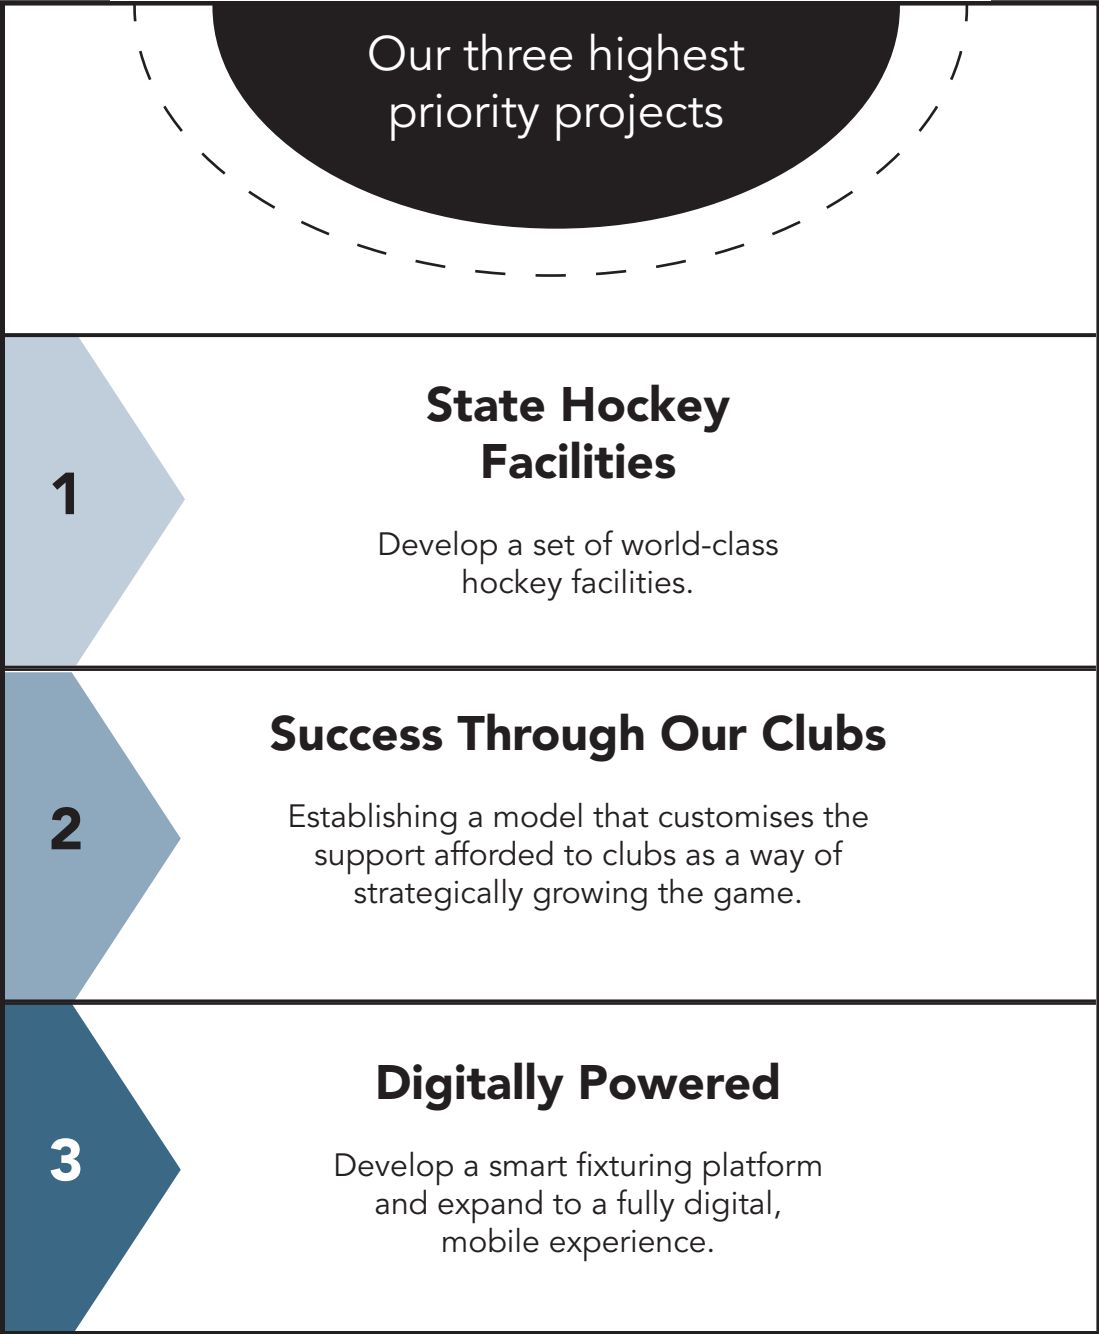 Our three highest
priority projects
1
State Hockey
Facilities
Develop a set of world-class
hockey facilities.
2
Success Through Our Clubs
Establishing a model that customises the
support afforded to clubs as a way of
strategically growing the game.
3
Digitally Powered
Develop a smart fixturing platform
and expand to a fully digital,
mobile experience.